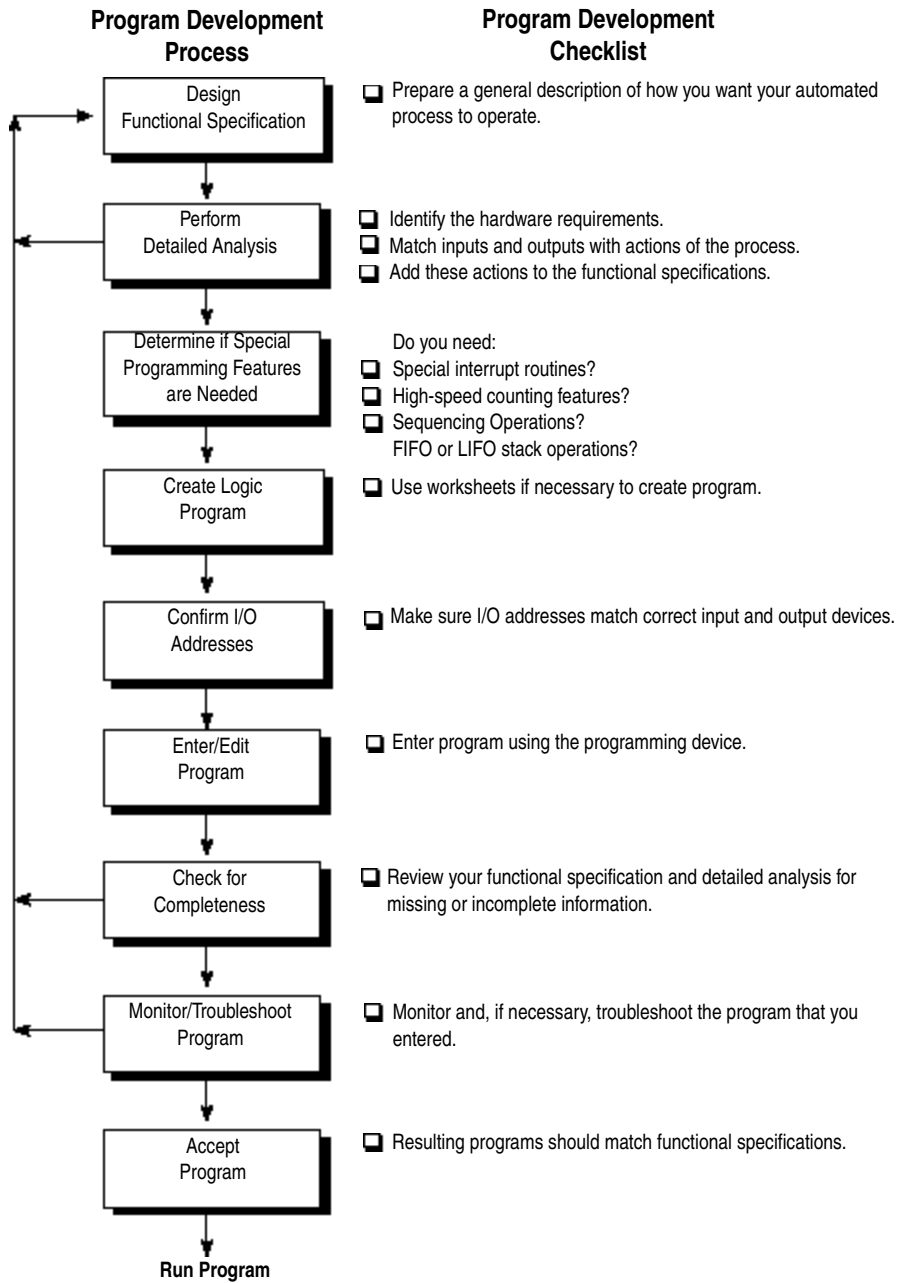 Program Development
Process
Program Development
Checklist
Design
Functional Specification
Prepare a general description of how you want your automated
process to operate.
Perform
Detailed Analysis
Identify the hardware requirements.
Match inputs and outputs with actions of the process.
Add these actions to the functional specifications.
Determine if Special
Programming Features
are Needed
Do you need:
Special interrupt routines?
High-speed counting features?
Sequencing Operations?
FIFO or LIFO stack operations?
Create Logic
Program
Use worksheets if necessary to create program.
Confirm I/O
Addresses
Make sure I/O addresses match correct input and output devices.
Enter/Edit
Program
Enter program using the programming device.
Check for
Completeness
Review your functional specification and detailed analysis for
missing or incomplete information.
Monitor/Troubleshoot
Program
Monitor and, if necessary, troubleshoot the program that you
entered.
Accept
Program
Resulting programs should match functional specifications.
Run Program